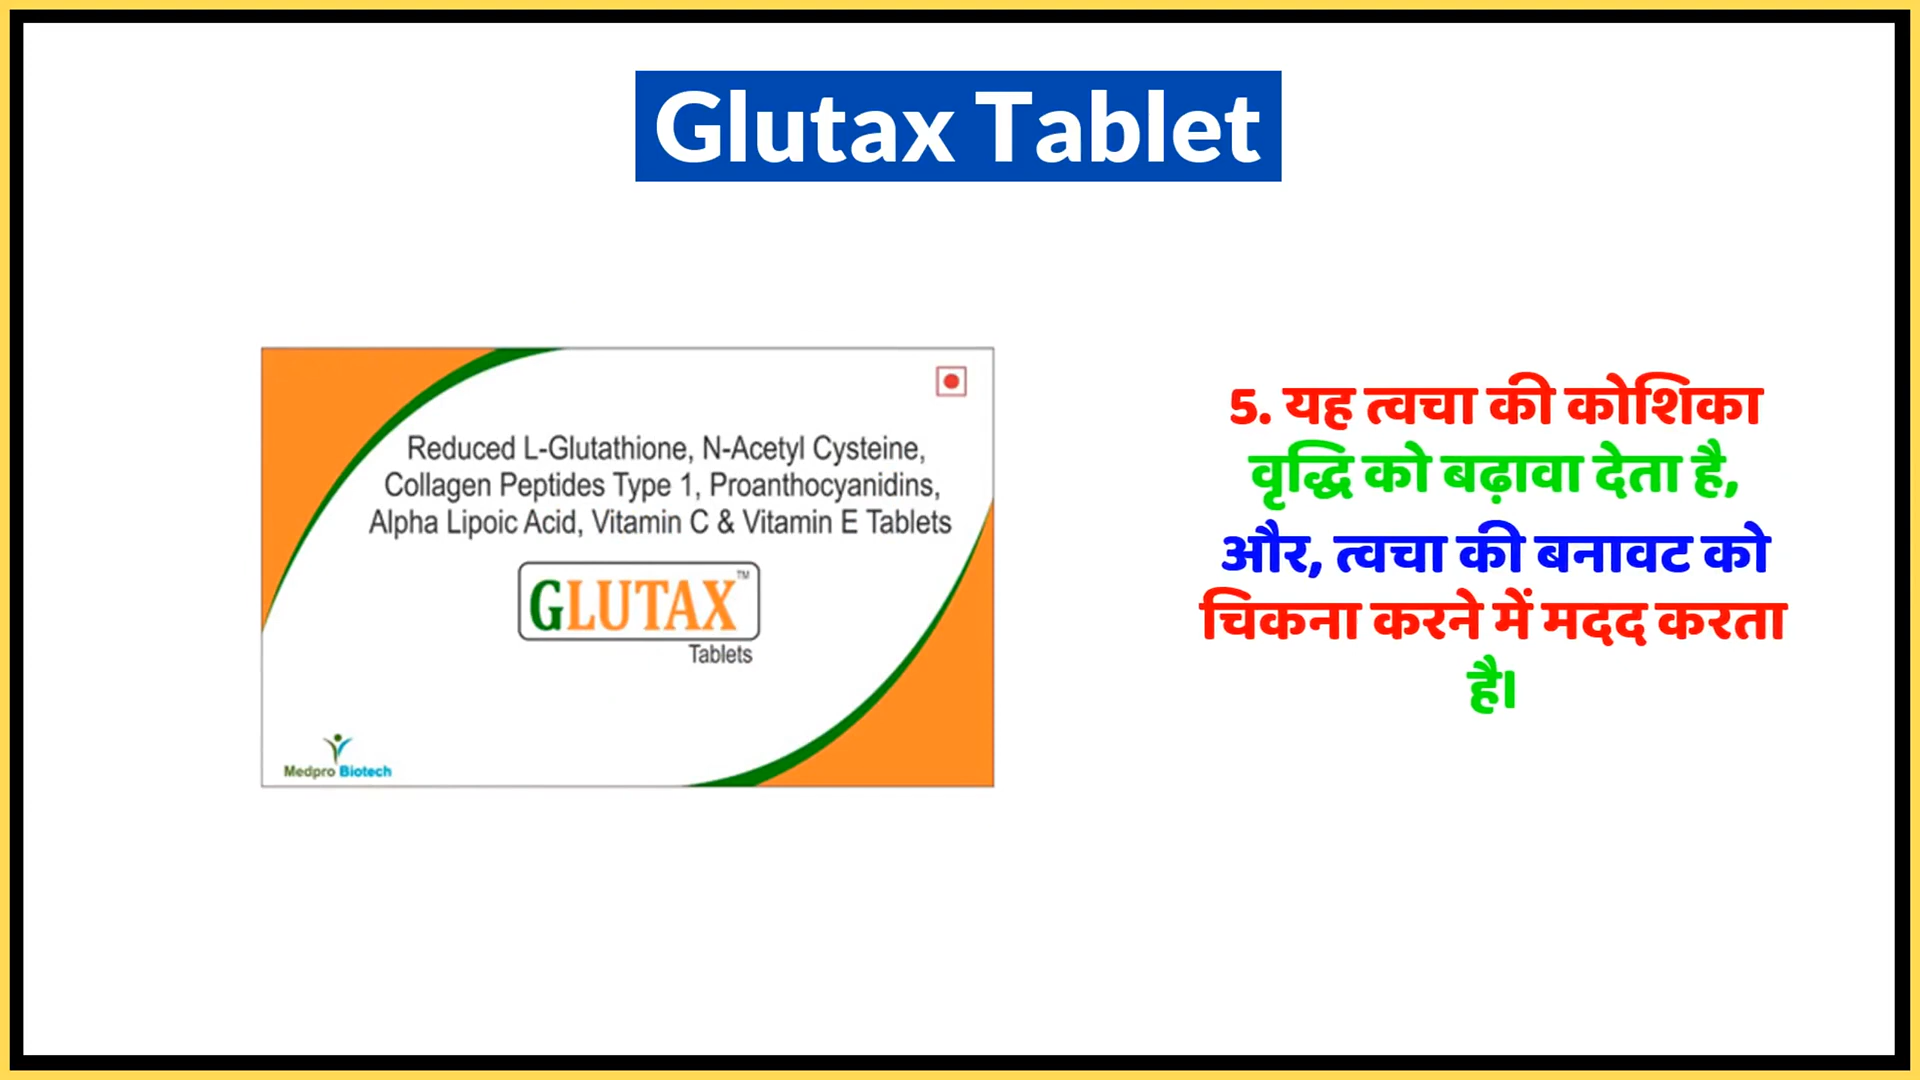 Glutax Tablet
Reduced L-Glutathione, N-Acetyl Cysteine,
Collagen Peptides Type 1, Proanthocyanidins,
Alpha Lipoic Acid, Vitamin C & Vitamin E Tablets
GLUTAX™
Tablets
Medpro Biotech
5. यह त्वचा की कोशिका
वृद्धि को बढ़ावा देता है,
और, त्वचा की बनावट को
चिकना करने में मदद करता
है।